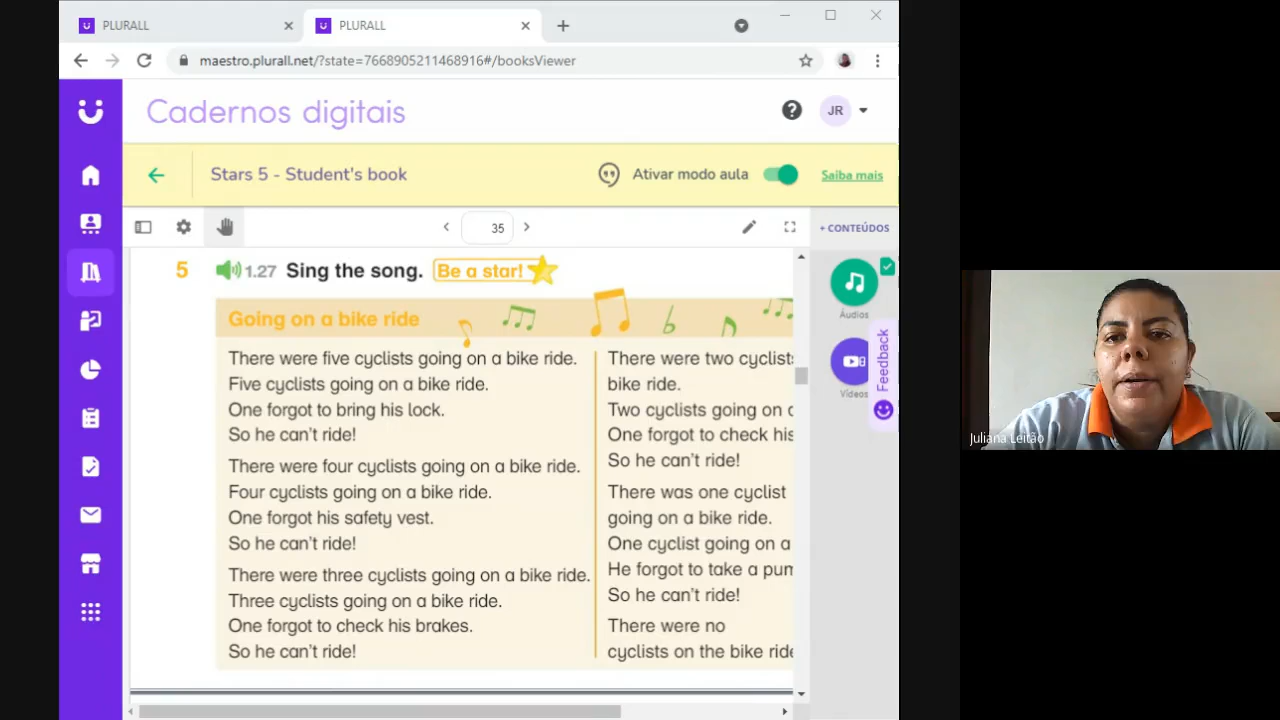 PLURALL
PLURALL
maestro.plurall.net/?state=7668905211468916#/booksViewer
Cadernos digitais
JR
Stars 5 - Student's book
Ativar modo aula
Saiba mais
35
+ CONTEÚDOS
5 1.27 Sing the song. Be a star!
Going on a bike ride
There were five cyclists going on a bike ride.
Five cyclists going on a bike ride.
One forgot to bring his lock.
So he can't ride!
There were four cyclists going on a bike ride.
Four cyclists going on a bike ride.
One forgot his safety vest.
So he can't ride!
There were three cyclists going on a bike ride.
Three cyclists going on a bike ride.
One forgot to check his brakes.
So he can't ride!
There were two cyclists
bike ride.
Two cyclists going on
One forgot to check his
So he can't ride!
There was one cyclist
going on a bike ride.
One cyclist going on a
He forgot to take a
So he can't ride!
There were no
cyclists on the bike ride
Áudios
Vídeos
Feedback
Juliana Leitão